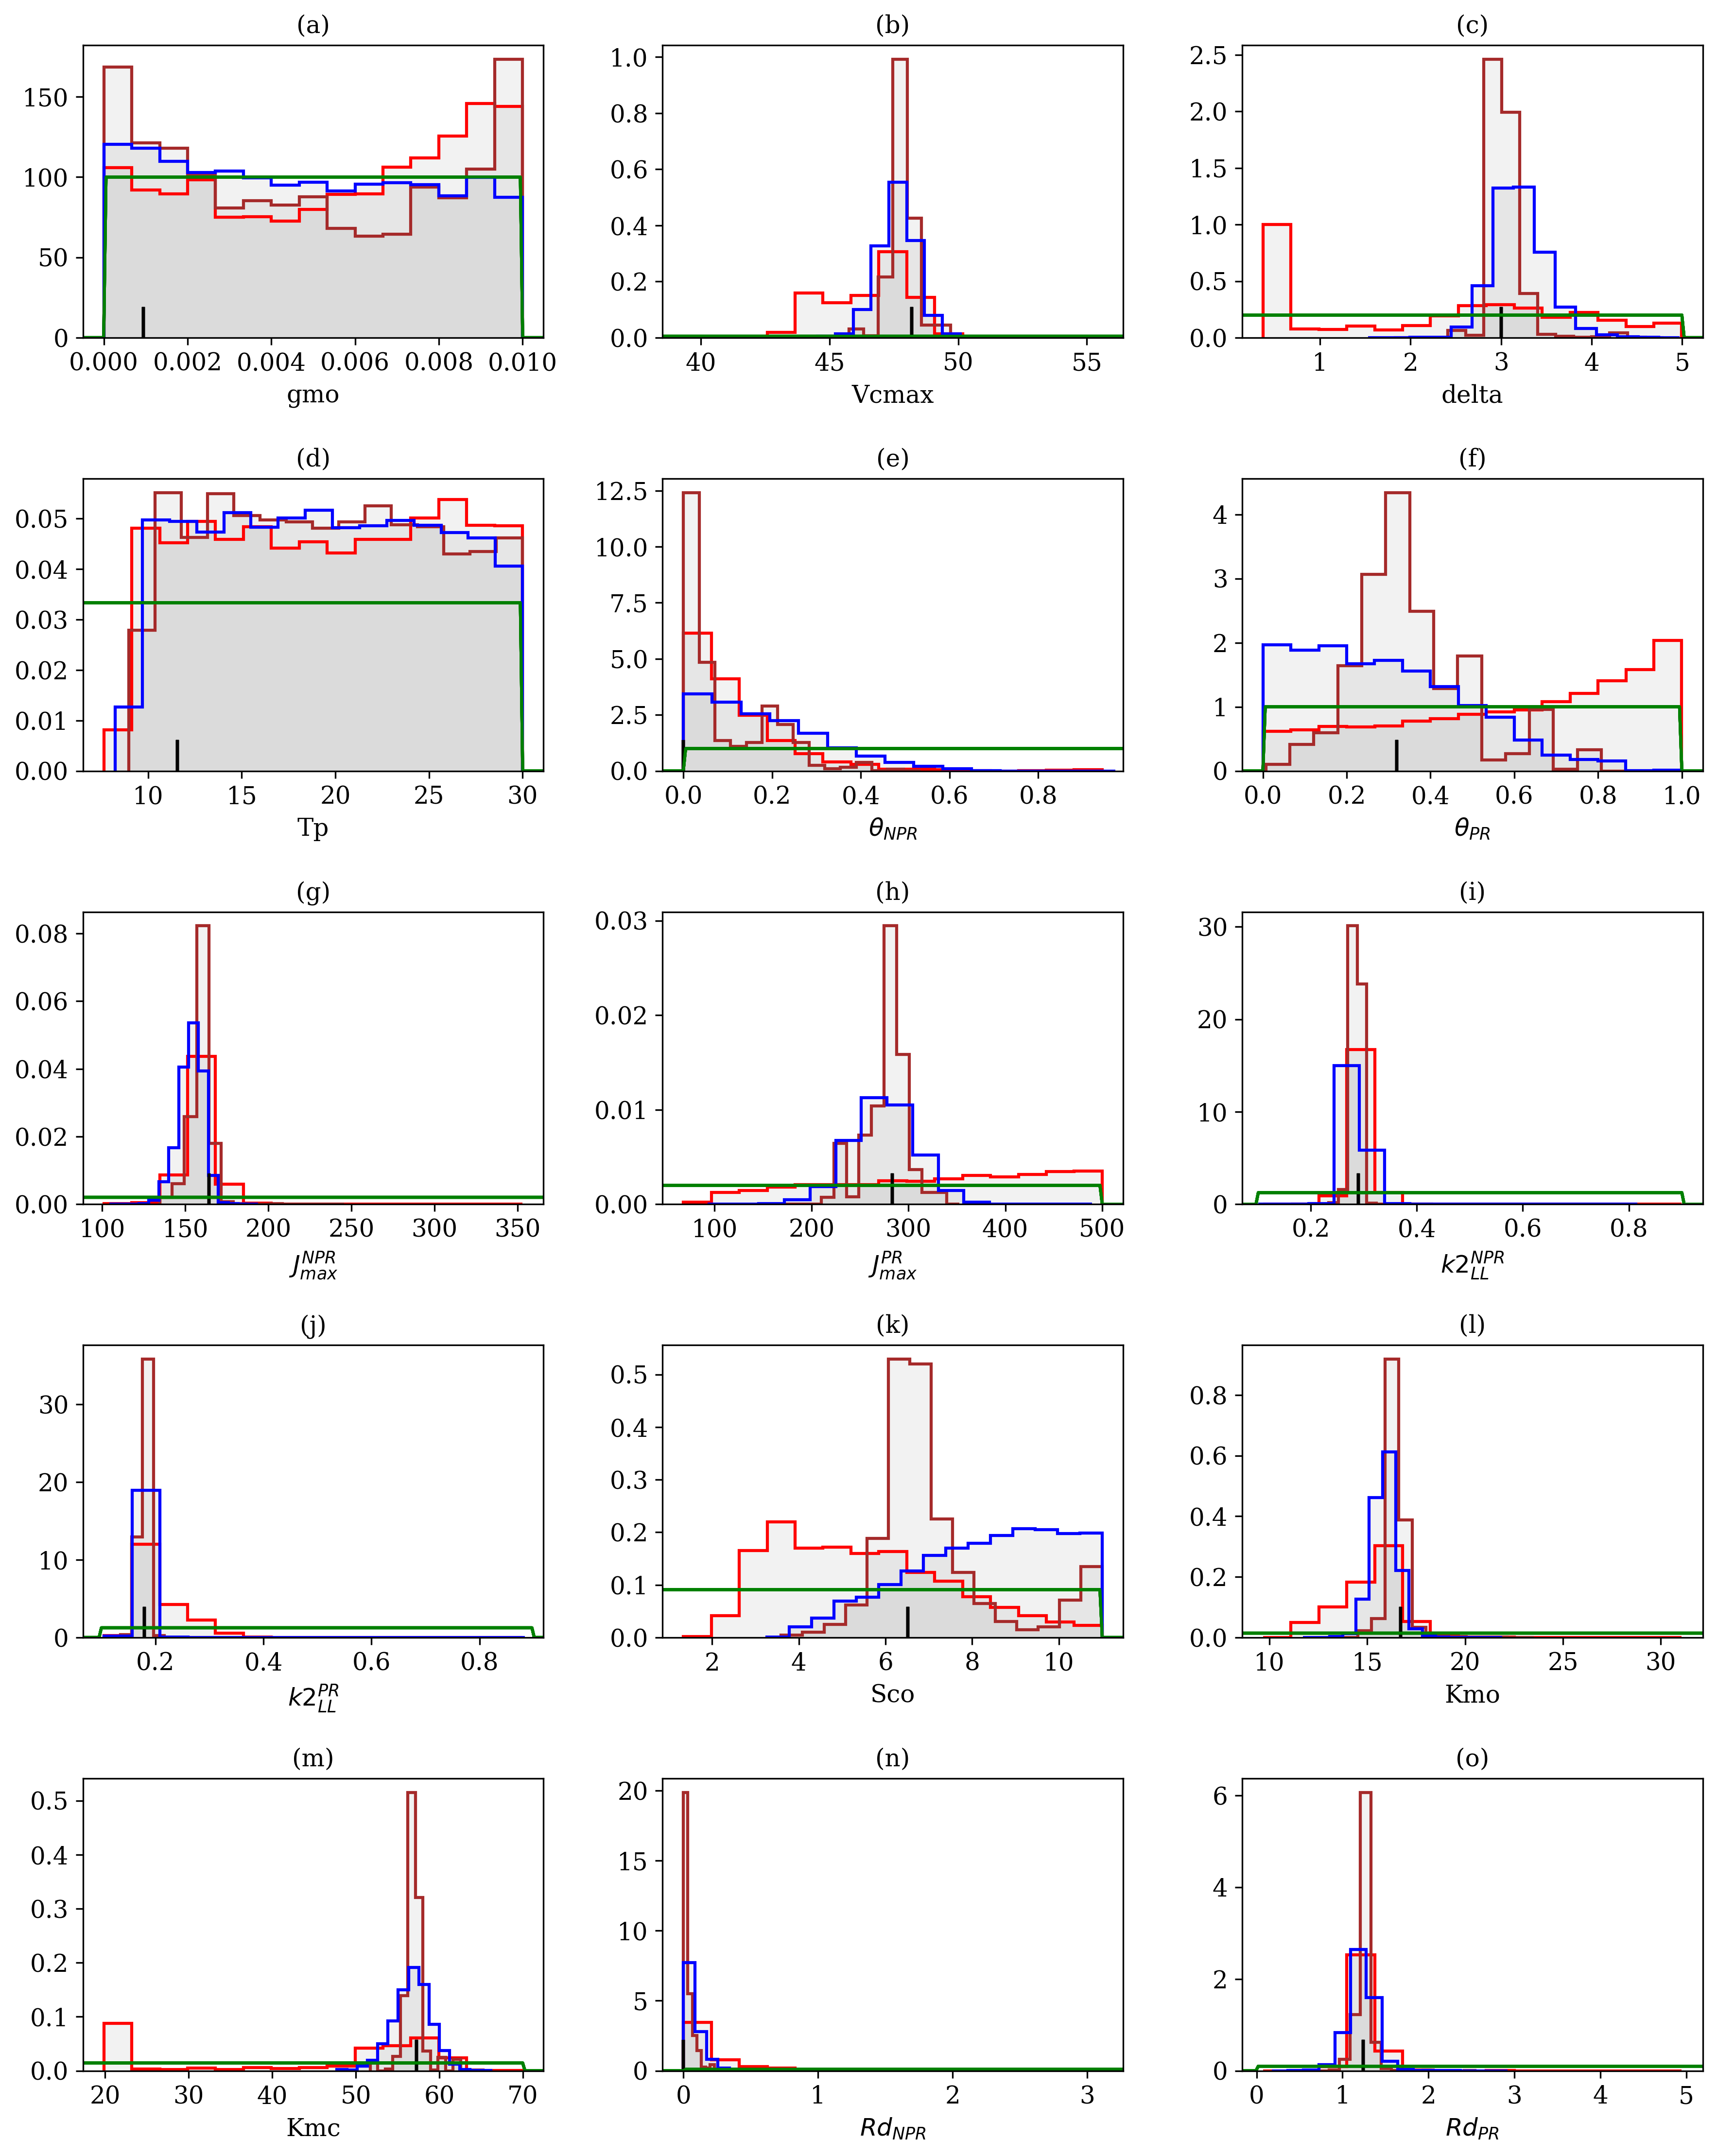 (a)
150
100
50
0
0.000 0.002 0.004 0.006 0.008 0.010
gmo
(b)
1.0
0.8
0.6
0.4
0.2
0.0
40 45 50 55
Vcmax
(c)
2.5
2.0
1.5
1.0
0.5
0.0
1 2 3 4 5
delta
(d)
0.05
0.04
0.03
0.02
0.01
0.00
10 15 20 25 30
Tp
(e)
12.5
10.0
7.5
5.0
2.5
0.0
0.0 0.2 0.4 0.6 0.8
θ_NPR
(f)
4
3
2
1
0
0.0 0.2 0.4 0.6 0.8 1.0
θ_PR
(g)
0.08
0.06
0.04
0.02
0.00
100 150 200 250 300 350
J_max^NPR
(h)
0.03
0.02
0.01
0.00
100 200 300 400 500
J_max^PR
(i)
30
20
10
0
0.2 0.4 0.6 0.8
k2_LL^NPR
(j)
30
20
10
0
0.2 0.4 0.6 0.8
k2_LL^PR
(k)
0.5
0.4
0.3
0.2
0.1
0.0
2 4 6 8 10
Sco
(l)
0.8
0.6
0.4
0.2
0.0
10 15 20 25 30
Kmo
(m)
0.5
0.4
0.3
0.2
0.1
0.0
20 30 40 50 60 70
Kmc
(n)
20
15
10
5
0
0 1 2 3
Rd_NPR
(o)
6
4
2
0
0 1 2 3 4 5
Rd_PR